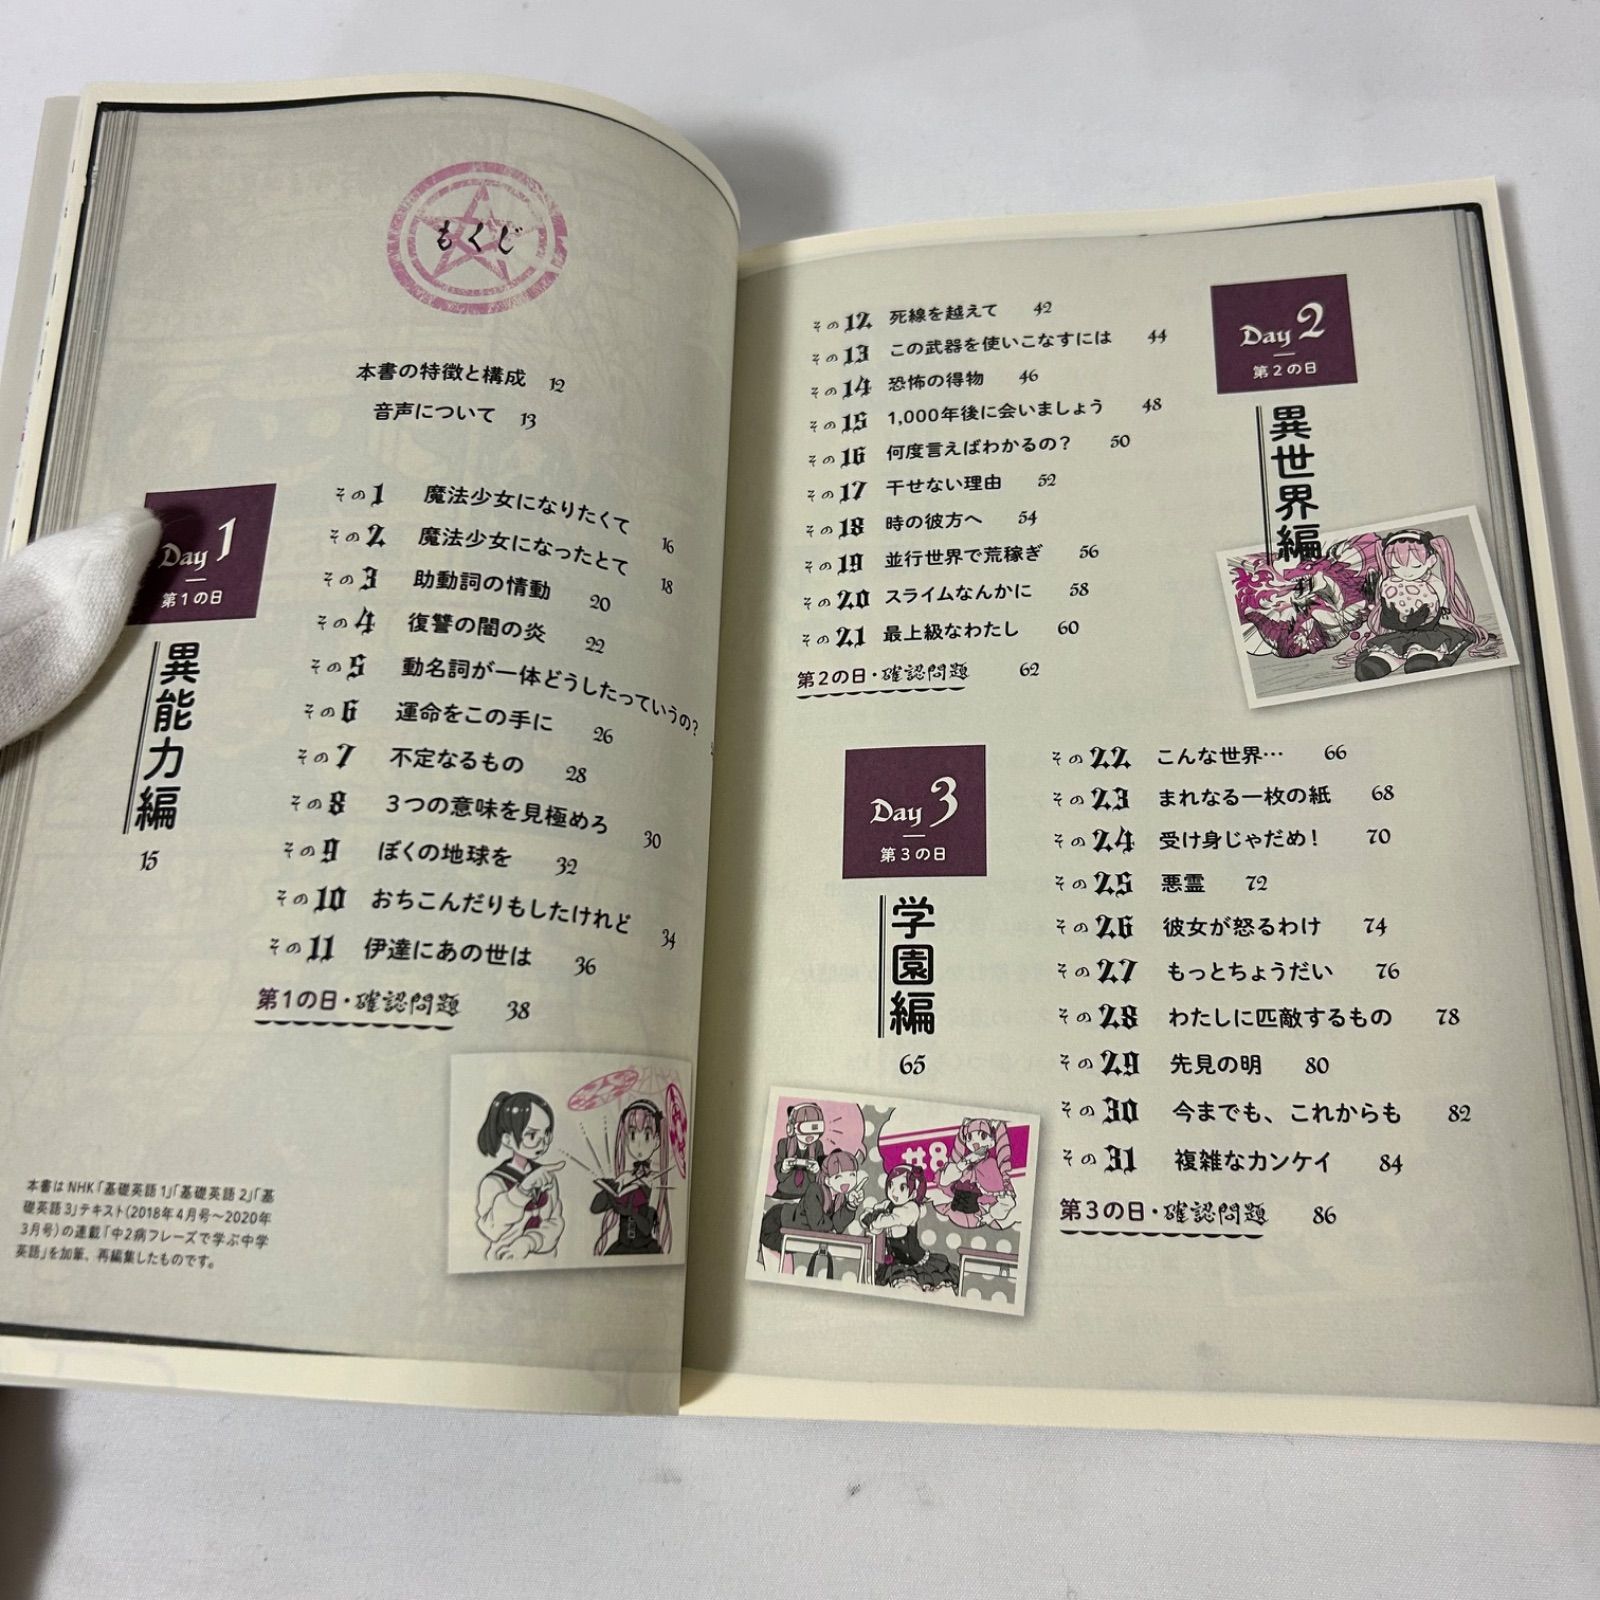 もくじ
本書の特徴と構成 12
音声について 13
Day 1
第1の日
異能力編
15
その1 魔法少女になりたくて 16
その2 魔法少女になったとて 18
その3 助動詞の情動 20
その4 復讐の闇の炎 22
その5 動名詞が一体どうしたっていうの?
その6 運命をこの手に 26
その7 不定なるもの 28
その8 3つの意味を見極めろ 30
その9 ぼくの地球を 32
その10 おちこんだりもしたけれど 34
その11 伊達にあの世は 36
第1の日・確認問題 38
本書はNHK「基礎英語1」「基礎英語2」「基
礎英語3」テキスト(2018年4月号～2020年
3月号)の連載「中2病フレーズで学ぶ中学
英語」を加筆、再編集したものです。
Day 2
第2の日
異世界編
その12 死線を越えて 42
その13 この武器を使いこなすには 44
その14 恐怖の得物 46
その15 1,000年後に会いましょう 48
その16 何度言えばわかるの? 50
その17 干せない理由 52
その18 時の彼方へ 54
その19 並行世界で荒稼ぎ 56
その20 スライムなんかに 58
その21 最上級なわたし 60
第2の日・確認問題 62
Day 3
第3の日
学園編
65
その22 こんな世界… 66
その23 まれなる一枚の紙 68
その24 受け身じゃだめ! 70
その25 悪霊 72
その26 彼女が怒るわけ 74
その27 もっとちょうだい 76
その28 わたしに匹敵するもの 78
その29 先見の明 80
その30 今までも、これからも 82
その31 複雑なカンケイ 84
第3の日・確認問題 86
#8